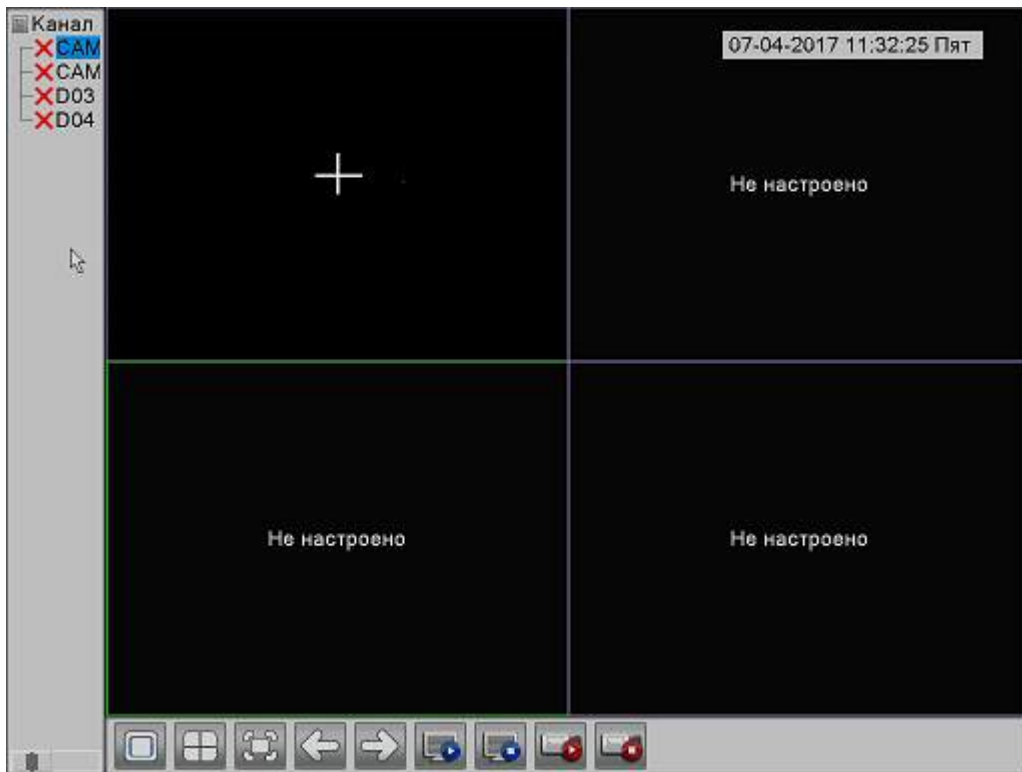 Канал
CAM
CAM
D03
D04
07-04-2017 11:32:25 Пят
Не настроено
Не настроено
Не настроено